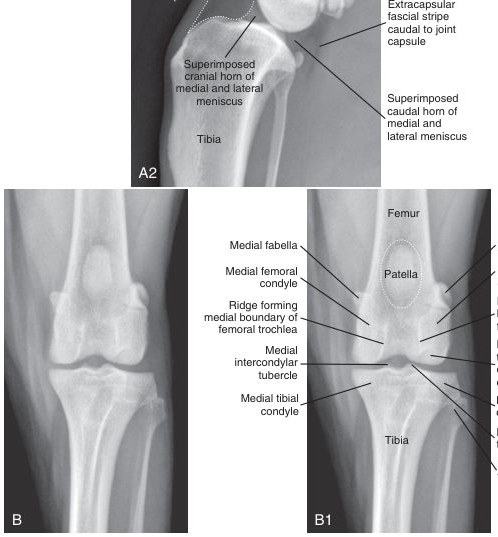 Extracapsular
fascial stripe
caudal to joint
capsule
Superimposed
cranial horn of
medial and lateral
meniscus
Superimposed
caudal horn of
medial and
lateral meniscus
Tibia
A2
Femur
Medial fabella
Patella
Medial femoral
condyle
Ridge forming
medial boundary of
femoral trochlea
Medial
intercondylar
tubercle
Medial tibial
condyle
Tibia
B
B1